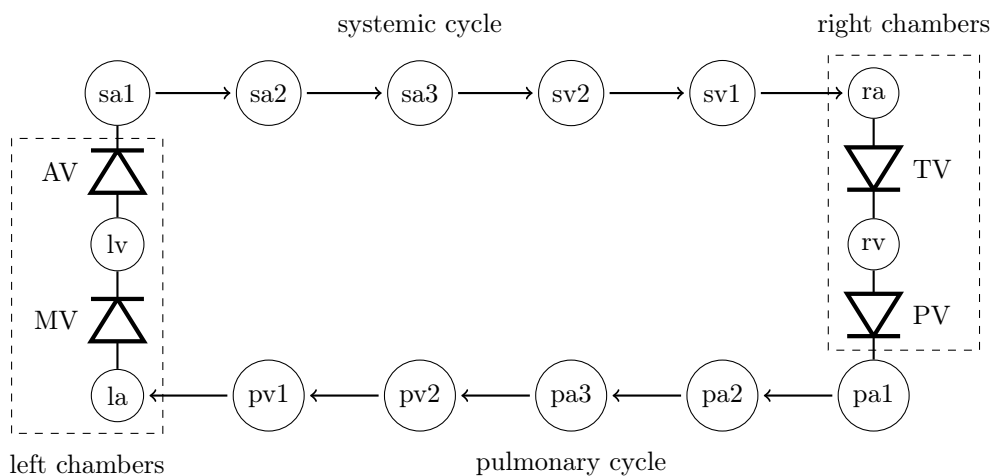 systemic cycle
right chambers
sa1
sa2
sa3
sv2
sv1
ra
AV
TV
lv
rv
MV
PV
la
pv1
pv2
pa3
pa2
pa1
left chambers
pulmonary cycle